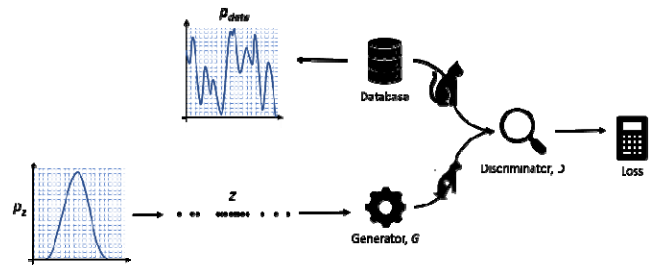 p_data
Database
Discriminator, D
Loss
p_z
z
Generator, G